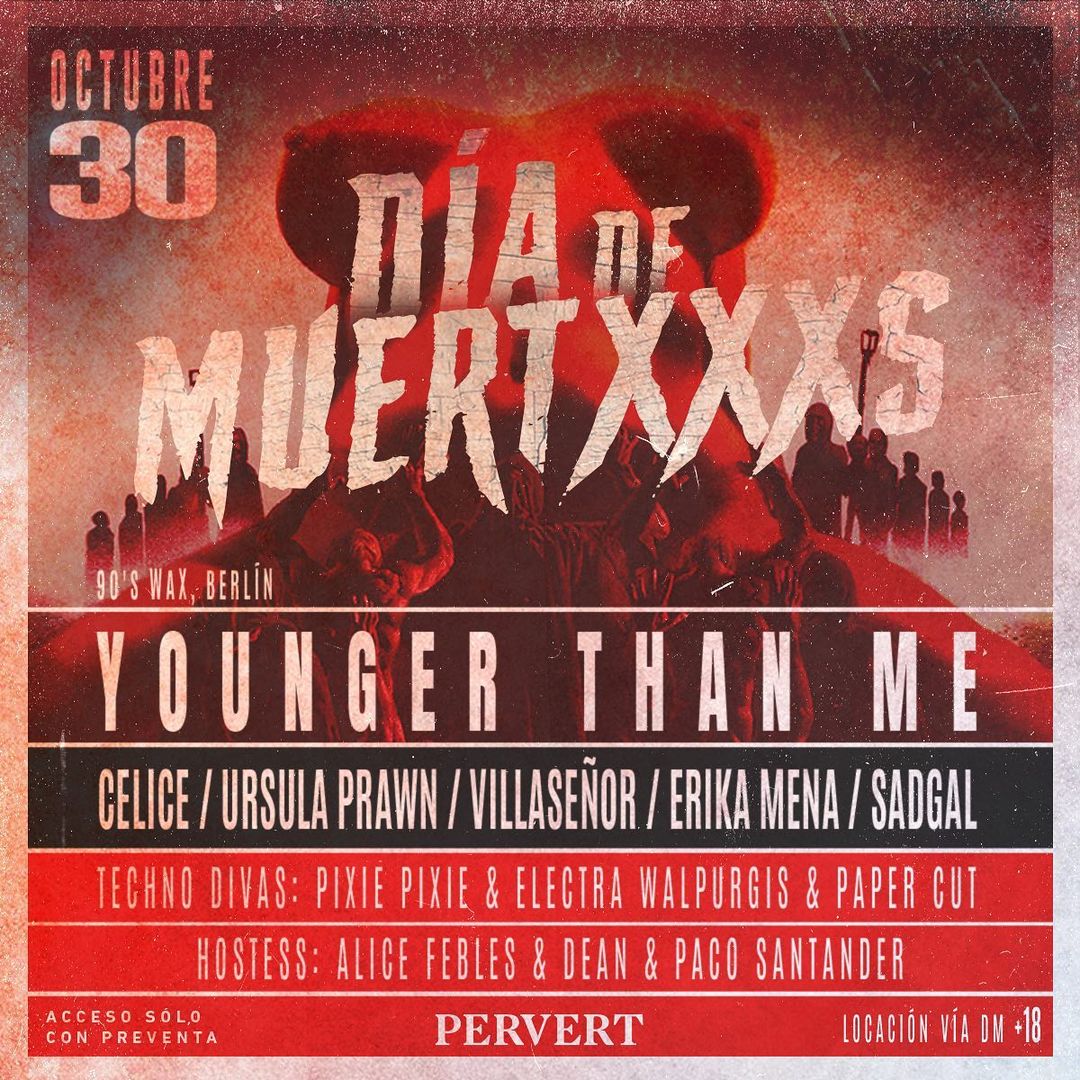 OCTUBRE
30
DÍA DE
MUERTXXXS
90'S WAX, BERLÍN
YOUNGER THAN ME
CELICE / URSULA PRAWN / VILLASEÑOR / ERIKA MENA / SADGAL
TECHNO DIVAS: PIXIE PIXIE & ELECTRA WALPURGIS & PAPER CUT
HOSTESS: ALICE FEBLES & DEAN & PACO SANTANDER
ACCESO SÓLO
CON PREVENTA
PERVERT
LOCACIÓN VÍA DM +18